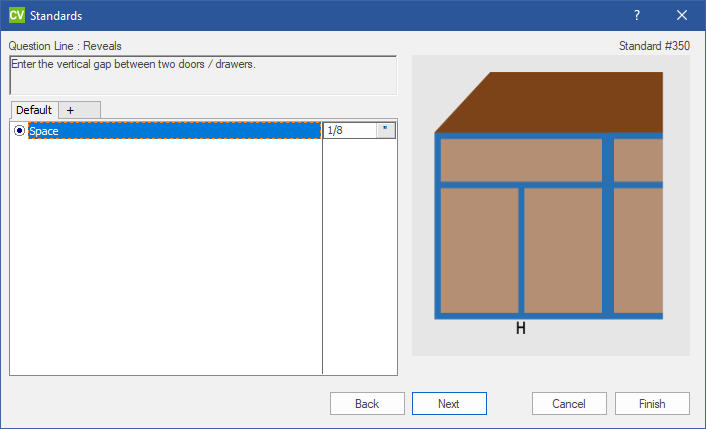 CV Standards ?
Question Line : Reveals Standard #350
Enter the vertical gap between two doors / drawers.
Default +
Space 1/8 "
H
Back Next Cancel Finish